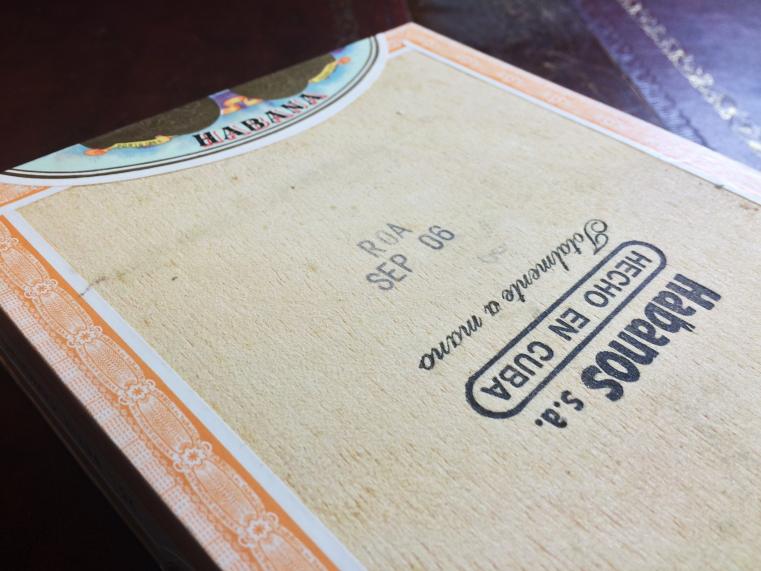 HABANA
ROA
SEP 06
Habanos s.a.
HECHO EN CUBA
Totalmente a mano